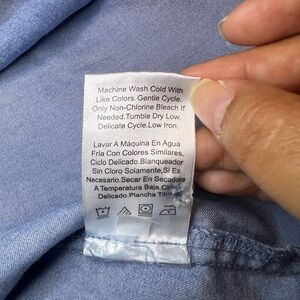 Machine Wash Cold With
Like Colors. Gentle Cycle.
Only Non-Chlorine Bleach If
Needed.Tumble Dry Low.
Delicate Cycle.Low Iron.
Lavar A Máquina En Agua
Fría Con Colores Similares.
Ciclo Delicado.Blanqueador
Sin Cloro Solamente,Si Es
Necesario.Secar En Secadora
A Temperatura Baja.Ciclo
Delicado.Plancha Tibia.